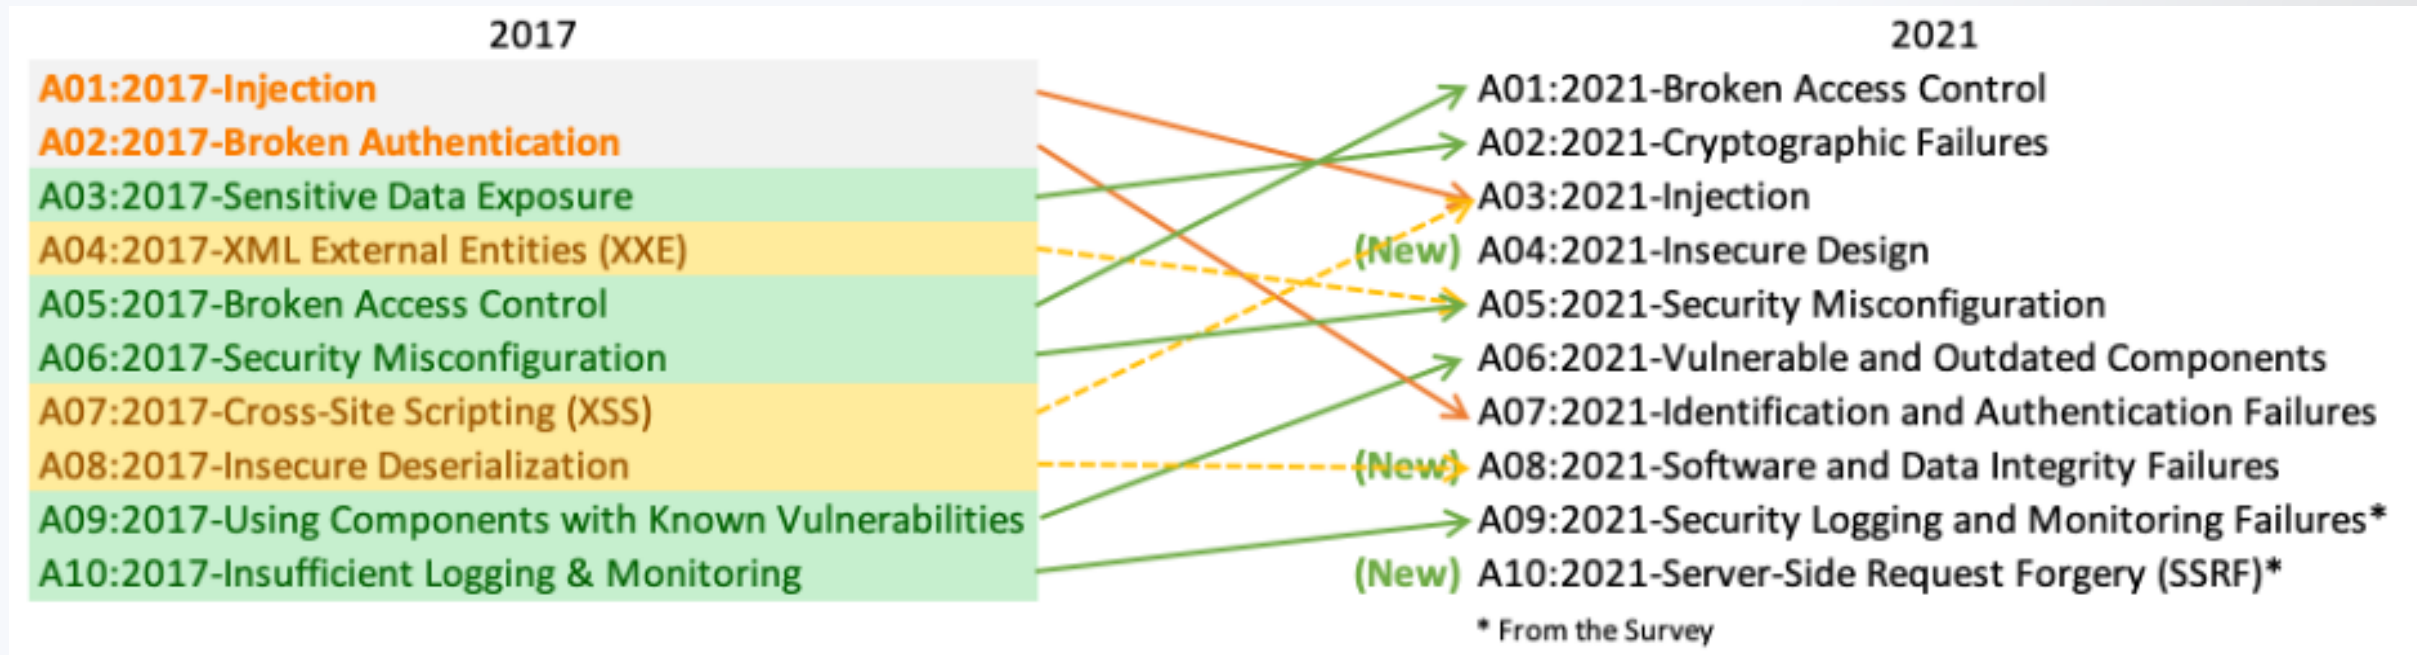 2017
A01:2017-Injection
A02:2017-Broken Authentication
A03:2017-Sensitive Data Exposure
A04:2017-XML External Entities (XXE)
A05:2017-Broken Access Control
A06:2017-Security Misconfiguration
A07:2017-Cross-Site Scripting (XSS)
A08:2017-Insecure Deserialization
A09:2017-Using Components with Known Vulnerabilities
A10:2017-Insufficient Logging & Monitoring
2021
A01:2021-Broken Access Control
A02:2021-Cryptographic Failures
A03:2021-Injection
(New) A04:2021-Insecure Design
A05:2021-Security Misconfiguration
A06:2021-Vulnerable and Outdated Components
A07:2021-Identification and Authentication Failures
(New) A08:2021-Software and Data Integrity Failures
A09:2021-Security Logging and Monitoring Failures*
(New) A10:2021-Server-Side Request Forgery (SSRF)*
* From the Survey